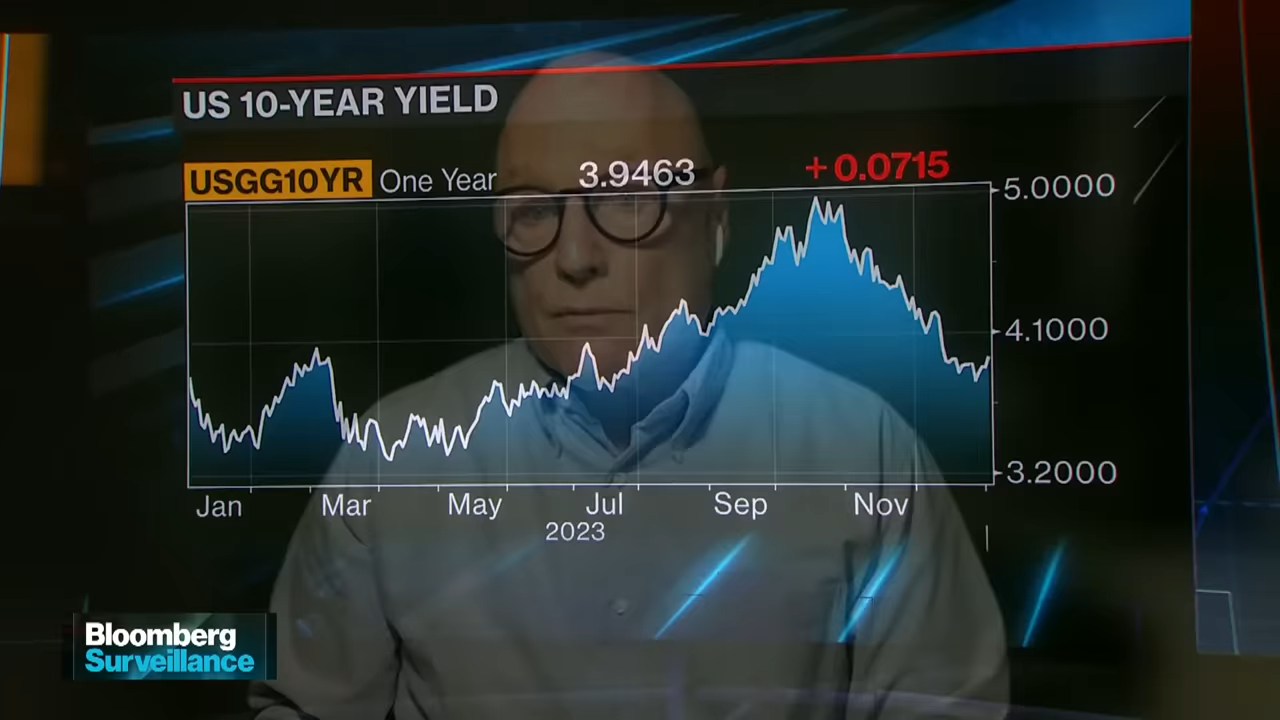 US 10-YEAR YIELD
USGG10YR One Year 3.9463 +0.0715
5.0000
4.1000
3.2000
Jan Mar May Jul Sep Nov
2023
Bloomberg
Surveillance